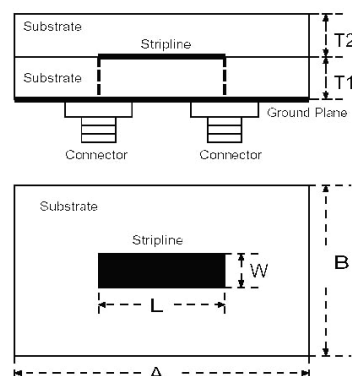 Substrate
T2
Stripline
Substrate
T1
Ground Plane
Connector
Connector
Substrate
Stripline
W
B
L
A